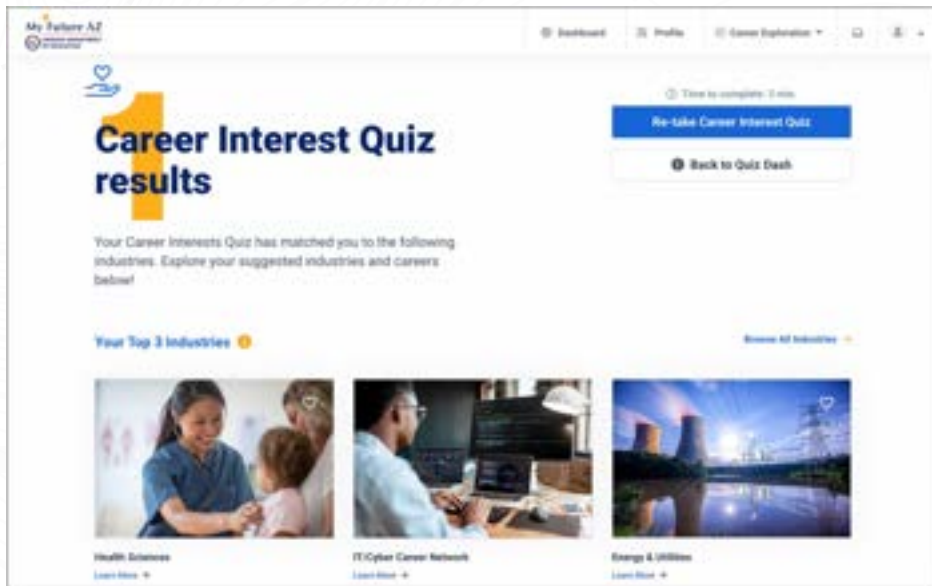 My Future AZ
Dashboard
Profile
Career Exploration
Time to complete: 3 min
1
Career Interest Quiz
results
Re-take Career Interest Quiz
Back to Quiz Dash
Your Career Interests Quiz has matched you to the following
industries. Explore your suggested industries and careers
below!
Your Top 3 Industries
Browse All Industries
Health Sciences
IT/Cyber Career Network
Energy & Utilities
Learn More
Learn More
Learn More